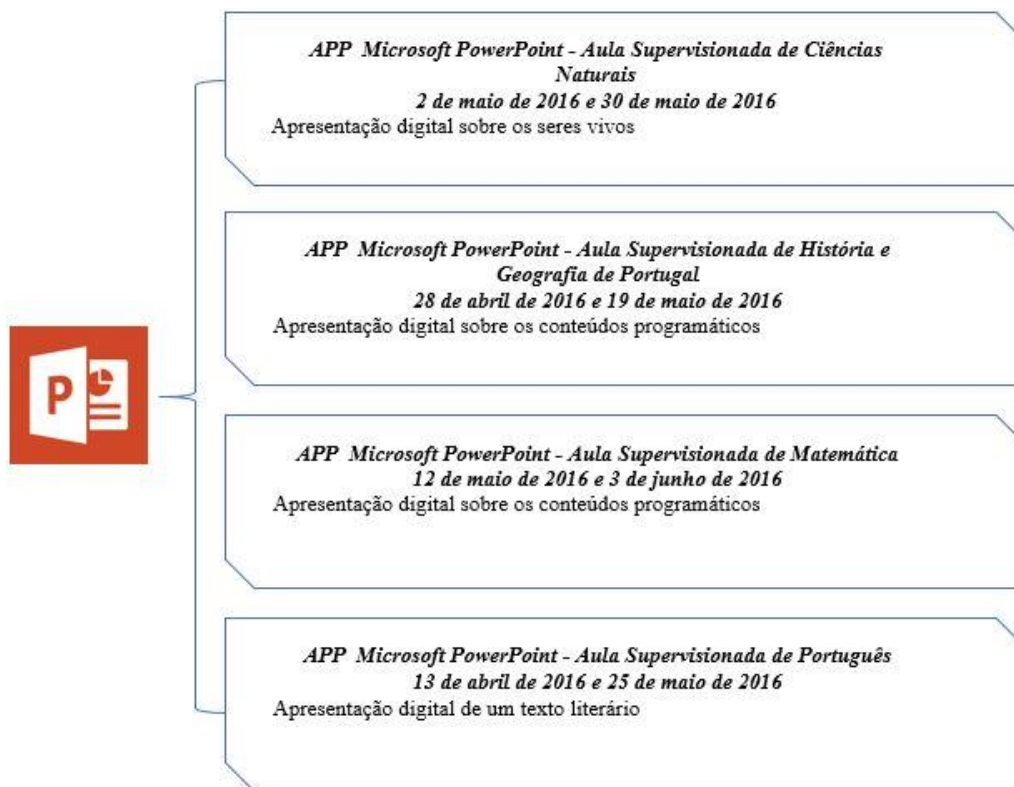 APP Microsoft PowerPoint - Aula Supervisionada de Ciências
Naturais
2 de maio de 2016 e 30 de maio de 2016
Apresentação digital sobre os seres vivos
APP Microsoft PowerPoint - Aula Supervisionada de História e
Geografia de Portugal
28 de abril de 2016 e 19 de maio de 2016
Apresentação digital sobre os conteúdos programáticos
P
APP Microsoft PowerPoint - Aula Supervisionada de Matemática
12 de maio de 2016 e 3 de junho de 2016
Apresentação digital sobre os conteúdos programáticos
APP Microsoft PowerPoint - Aula Supervisionada de Português
13 de abril de 2016 e 25 de maio de 2016
Apresentação digital de um texto literário